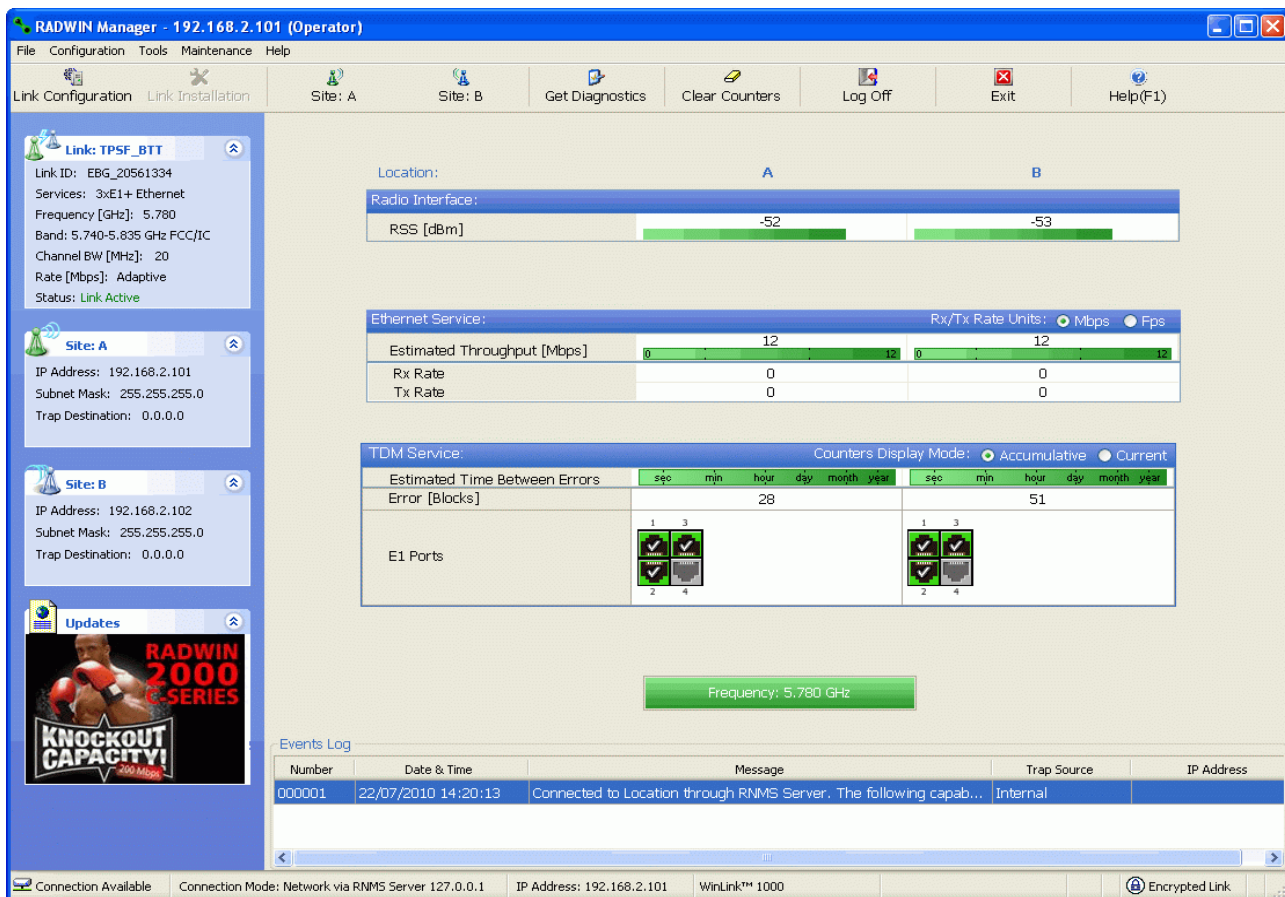 RADWIN Manager - 192.168.2.101 (Operator)
File Configuration Tools Maintenance Help
Link Configuration Link Installation Site: A Site: B Get Diagnostics Clear Counters Log Off Exit Help(F1)
Link: TPSF_BTT
Link ID: EBG_20561334
Services: 3xE1+ Ethernet
Frequency [GHz]: 5.780
Band: 5.740-5.835 GHz FCC/IC
Channel BW [MHz]: 20
Rate [Mbps]: Adaptive
Status: Link Active
Site: A
IP Address: 192.168.2.101
Subnet Mask: 255.255.255.0
Trap Destination: 0.0.0.0
Site: B
IP Address: 192.168.2.102
Subnet Mask: 255.255.255.0
Trap Destination: 0.0.0.0
Updates
RADWIN
2000
C-SERIES
KNOCKOUT
CAPACITY!
200 Mbps
Location: A B
Radio Interface:
RSS [dBm] -52 -53
Ethernet Service: Rx/Tx Rate Units: Mbps Fps
Estimated Throughput [Mbps] 12 12
0 12 0 12
Rx Rate 0 0
Tx Rate 0 0
TDM Service: Counters Display Mode: Accumulative Current
Estimated Time Between Errors sec min hour day month year sec min hour day month year
Error [Blocks] 28 51
1 3 1 3
E1 Ports
2 4 2 4
Frequency: 5.780 GHz
Events Log
Number Date & Time Message Trap Source IP Address
000001 22/07/2010 14:20:13 Connected to Location through RNMS Server. The following capab... Internal
Connection Available Connection Mode: Network via RNMS Server 127.0.0.1 IP Address: 192.168.2.101 WinLink™ 1000 Encrypted Link